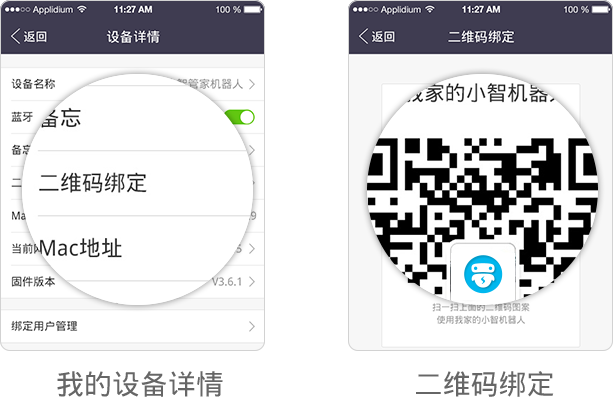 Applidium 11:27 AM 100 %
返回 设备详情
设备名称 智管家机器人
蓝牙
备忘
备忘
二维码绑定
Mac地址
当前
固件版本 V3.6.1
绑定用户管理
我的设备详情
Applidium 11:27 AM 100 %
返回 二维码绑定
我家的小智机器人
扫一扫上面的二维码图案
使用我家的小智机器人
二维码绑定